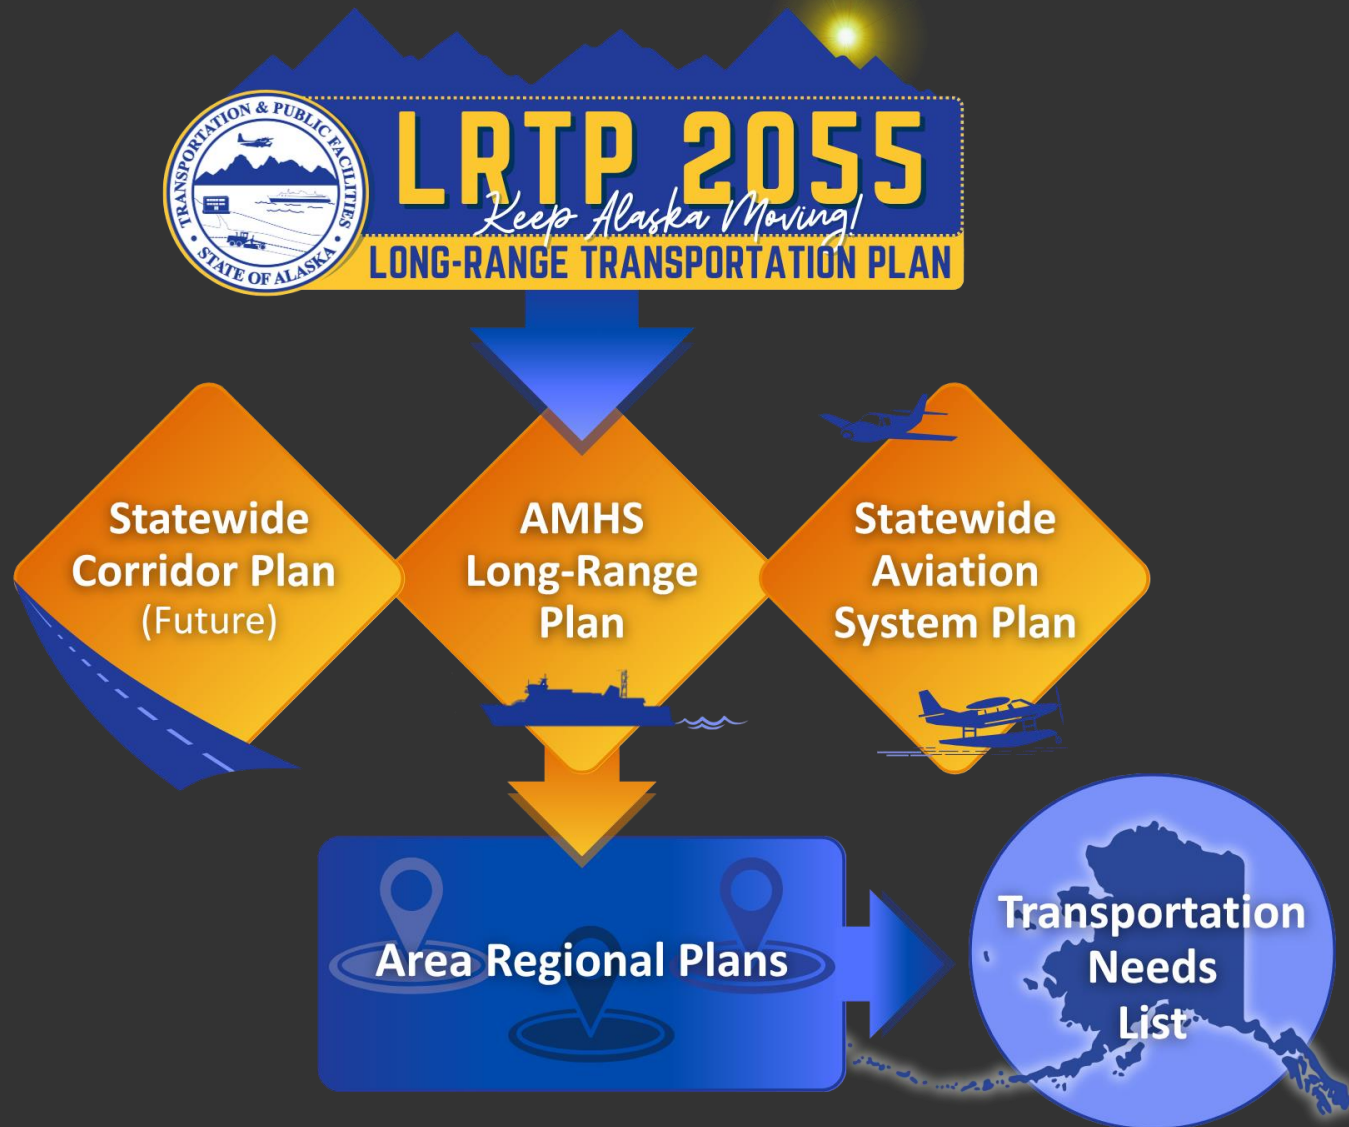 TRANSPORTATION & PUBLIC FACILITIES
STATE OF ALASKA
LRTP 2055
Keep Alaska Moving!
LONG-RANGE TRANSPORTATION PLAN
Statewide
Corridor Plan
(Future)
AMHS
Long-Range
Plan
Statewide
Aviation
System Plan
Area Regional Plans
Transportation
Needs
List